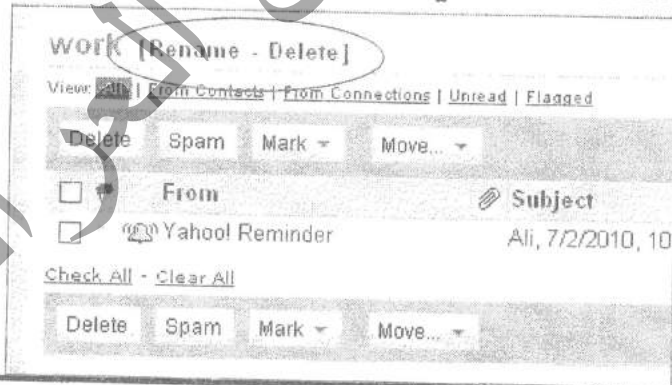 work [Rename - Delete]
View: All | From Contacts | From Connections | Unread | Flagged
Delete Spam Mark Move...
From Subject
Yahoo! Reminder Ali, 7/2/2010, 10
Check All - Clear All
Delete Spam Mark Move...